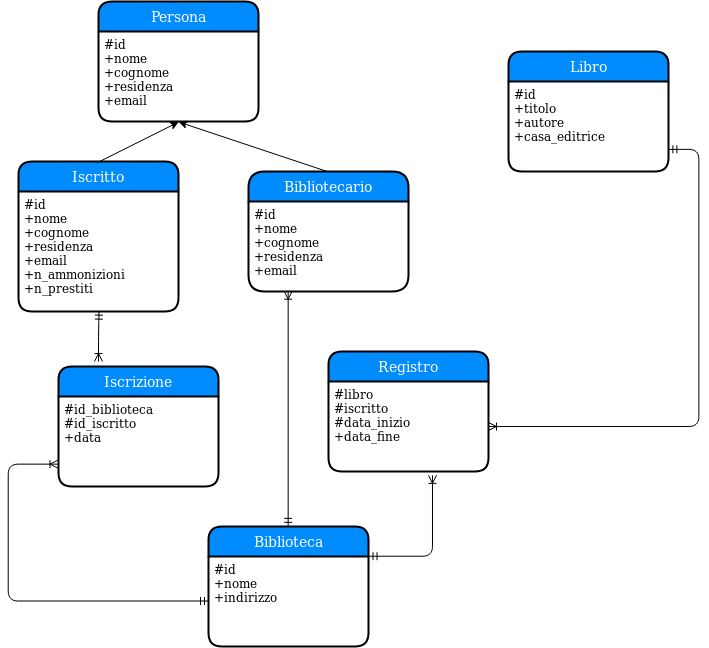 Persona
#id
+nome
+cognome
+residenza
+email
Libro
#id
+titolo
+autore
+casa_editrice
Iscritto
#id
+nome
+cognome
+residenza
+email
+n_ammonizioni
+n_prestiti
Bibliotecario
#id
+nome
+cognome
+residenza
+email
Iscrizione
#id_biblioteca
#id_iscritto
+data
Registro
#libro
#iscritto
#data_inizio
+data_fine
Biblioteca
#id
+nome
+indirizzo